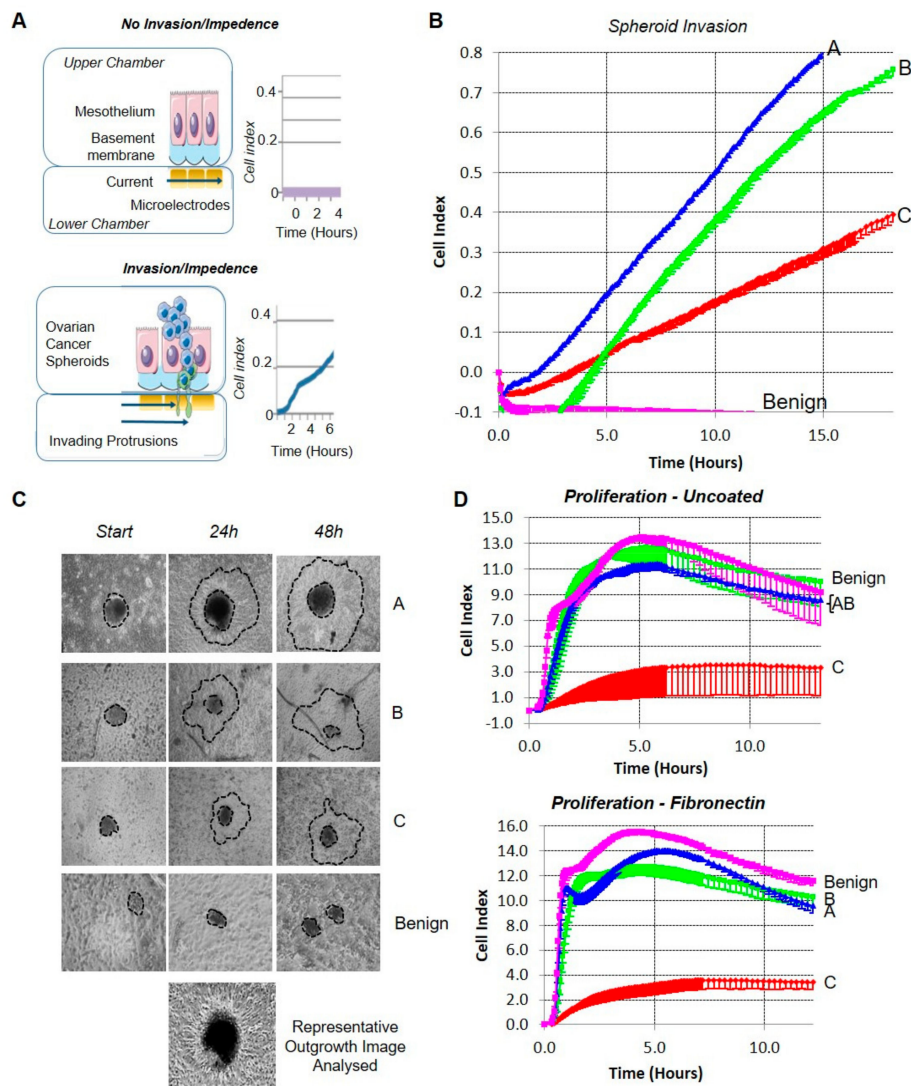 A
No Invasion/Impedence
Upper Chamber
Mesothelium
Basement
membrane
Current
Microelectrodes
Lower Chamber
Cell index
0.4
0.2
0
0 2 4
Time (Hours)
Invasion/Impedence
Ovarian
Cancer
Spheroids
Invading Protrusions
Cell index
0.4
0.2
0
2 4 6
Time (Hours)
B
Spheroid Invasion
Cell Index
0.8
0.7
0.6
0.5
0.4
0.3
0.2
0.1
0.0
-0.1
0.0 5.0 10.0 15.0
Time (Hours)
A
B
C
Benign
C
Start 24h 48h
A
B
C
Benign
Representative
Outgrowth Image
Analysed
D
Proliferation - Uncoated
Cell Index
15.0
13.0
11.0
9.0
7.0
5.0
3.0
1.0
-1.0
0.0 5.0 10.0
Time (Hours)
Benign
AB
C
Proliferation - Fibronectin
Cell Index
16.0
14.0
12.0
10.0
8.0
6.0
4.0
2.0
0.0
0.0 5.0 10.0
Time (Hours)
Benign
B
A
C